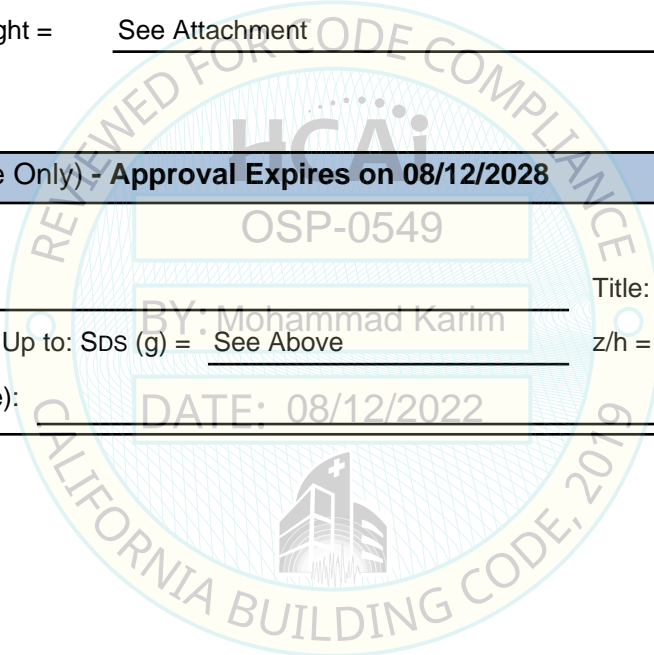 ght = See Attachment
REVIEWED FOR CODE COMPLIANCE
HCAi
e Only) - Approval Expires on 08/12/2028
OSP-0549
Title:
BY: Mohammad Karim
Up to: SDS (g) = See Above z/h =
e):
DATE: 08/12/2022
CALIFORNIA BUILDING CODE, 2019